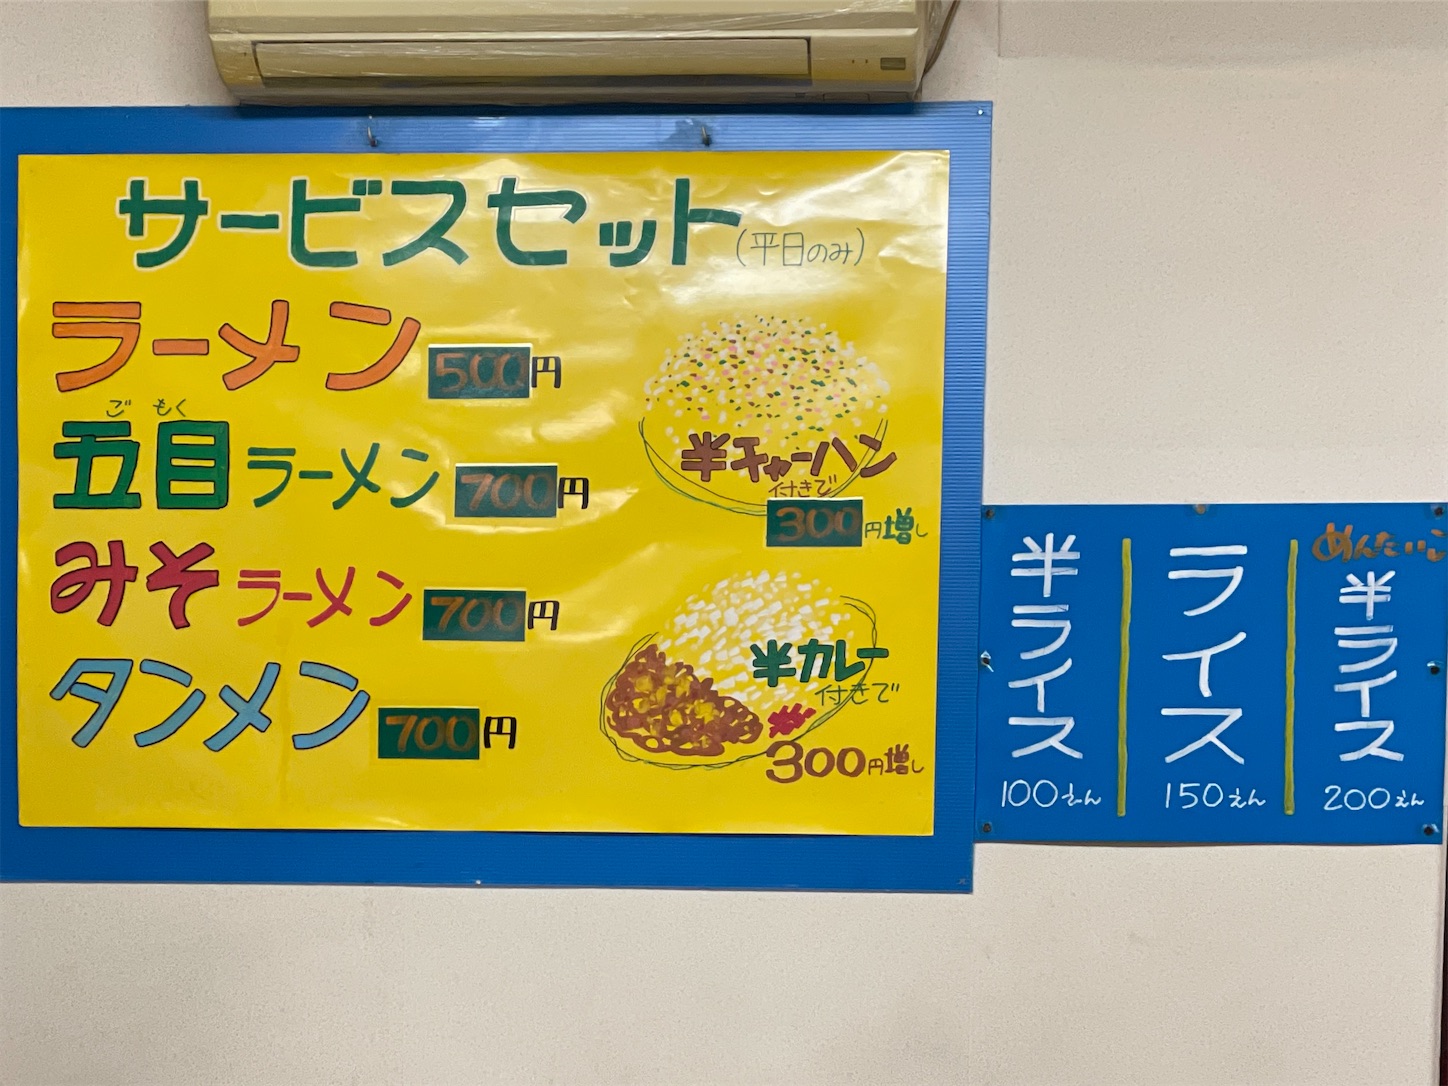 サービスセット(平日のみ)
ラーメン 500円
ご もく
五目ラーメン 700円
みそラーメン 700円
タンメン 700円
半チャーハン
付きで
300円増し
半カレー
付きで
300円増し
半ライス
100えん
ライス
150えん
めんたいこ
半ライス
200えん